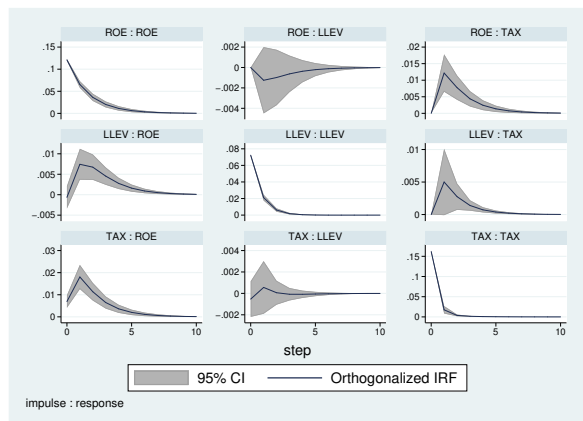 ROE : ROE
ROE : LLEV
ROE : TAX
.15
.1
.05
0
.002
0
-.002
-.004
.02
.015
.01
.005
0
LLEV : ROE
LLEV : LLEV
LLEV : TAX
.01
.005
0
-.005
.08
.06
.04
.02
0
.01
.005
0
TAX : ROE
TAX : LLEV
TAX : TAX
.03
.02
.01
0
.004
.002
0
-.002
.15
.1
.05
0
0 5 10
0 5 10
0 5 10
step
95% CI
Orthogonalized IRF
impulse : response